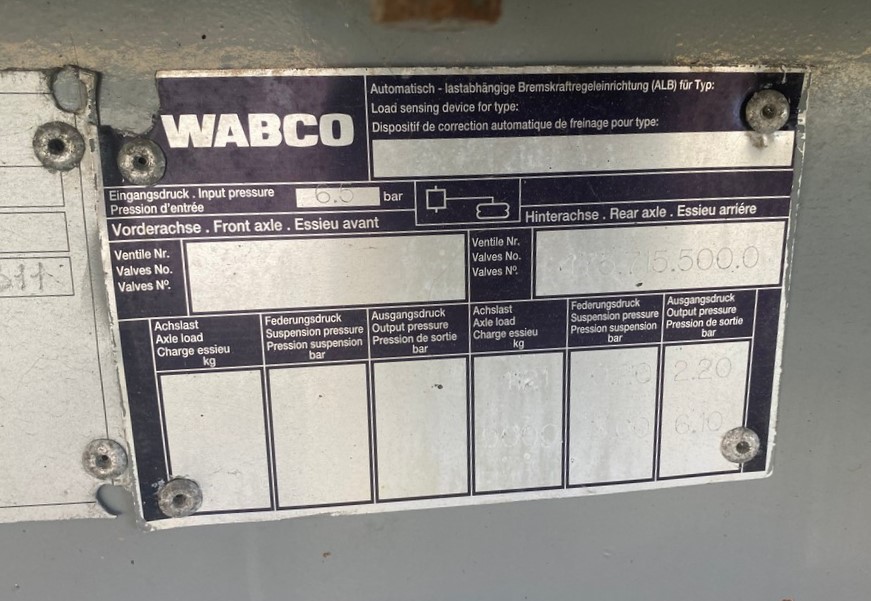 WABCO
Automatisch - lastabhängige Bremskraftregeleinrichtung (ALB) für Typ:
Load sensing device for type:
Dispositif de correction automatique de freinage pour type:
Eingangsdruck . Input pressure
Pression d'entrée
6.5 bar
Vorderachse . Front axle . Essieu avant
Hinterachse . Rear axle . Essieu arriére
Ventile Nr.
Valves No.
Valves Nº.
Ventile Nr.
Valves No.
Valves Nº.
Achslast
Axle load
Charge essieu
kg
Federungsdruck
Suspension pressure
Pression suspension
bar
Ausgangsdruck
Output pressure
Pression de sortie
bar
Achslast
Axle load
Charge essieu
kg
Federungsdruck
Suspension pressure
Pression suspension
bar
Ausgangsdruck
Output pressure
Pression de sortie
bar
2.20
6.10